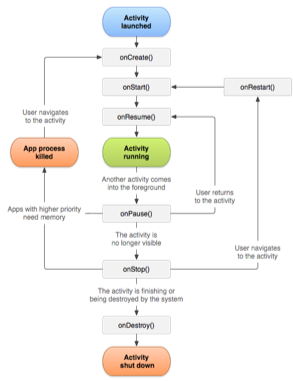 Activity
launched
onCreate()
onStart()
onRestart()
onResume()
User navigates
to the activity
App process
killed
Activity
running
Another activity comes
into the foreground
User returns
to the activity
Apps with higher priority
need memory
onPause()
The activity is
no longer visible
User navigates
to the activity
onStop()
The activity is finishing or
being destroyed by the system
onDestroy()
Activity
shut down